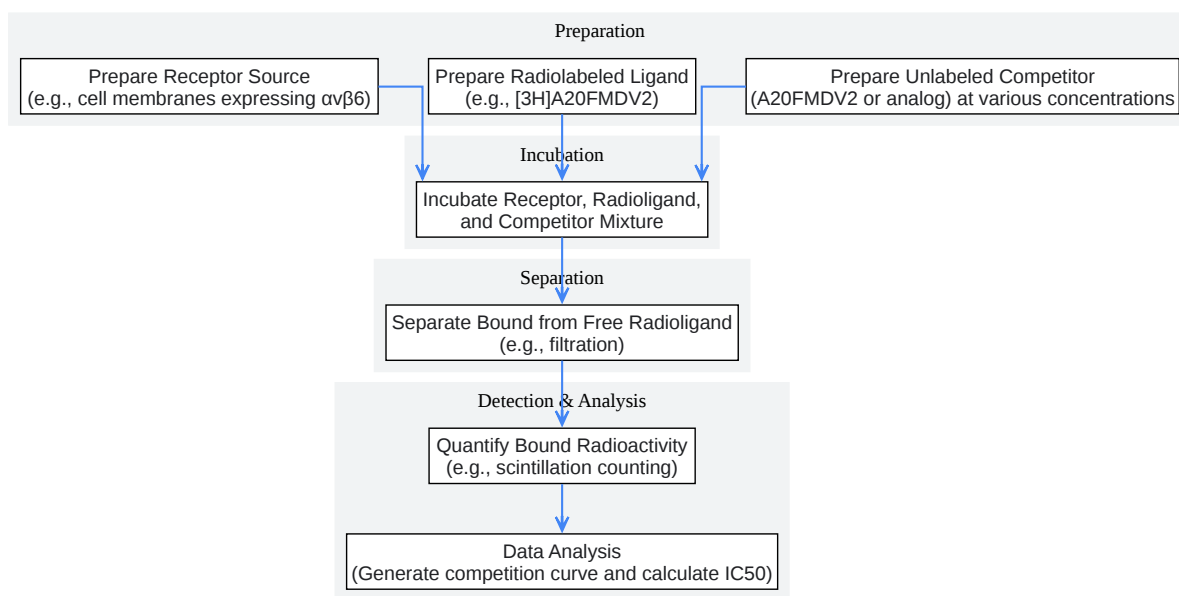 Preparation
Prepare Receptor Source
(e.g., cell membranes expressing αvβ6)
Prepare Radiolabeled Ligand
(e.g., [3H]A20FMDV2)
Prepare Unlabeled Competitor
(A20FMDV2 or analog) at various concentrations
Incubation
Incubate Receptor, Radioligand,
and Competitor Mixture
Separation
Separate Bound from Free Radioligand
(e.g., filtration)
Detection & Analysis
Quantify Bound Radioactivity
(e.g., scintillation counting)
Data Analysis
(Generate competition curve and calculate IC50)